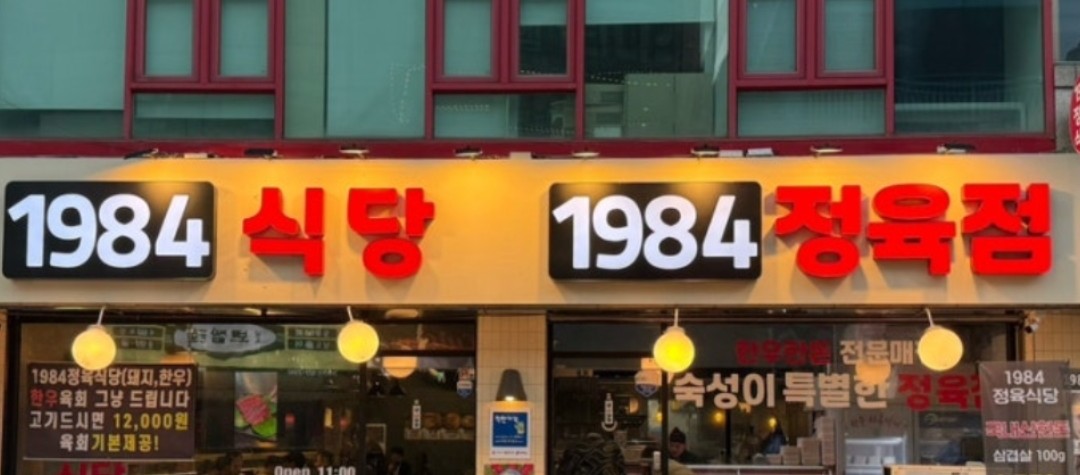 1984 식당
1984 정육점
1984정육식당(돼지,한우)
한우육회 그냥 드립니다
고기드시면 12,000원
육회기본제공!
식당
Open 11:00
한우한돈 전문매
숙성이 특별한 정육
1984
정육식당
삼겹살 100g